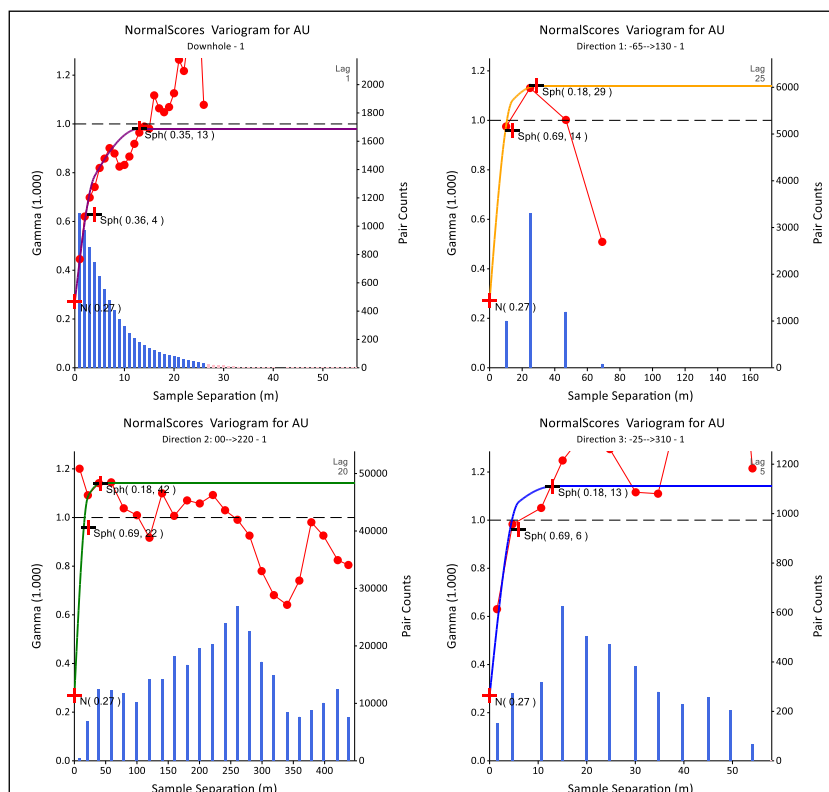 NormalScores Variogram for AU
Downhole - 1
Lag
1
1.2
1.0
0.8
0.6
0.4
0.2
0.0
Gamma (1.000)
Sph( 0.35, 13 )
Sph( 0.36, 4 )
N( 0.27 )
2000
1800
1600
1400
1200
1000
800
600
400
200
0
Pair Counts
0 10 20 30 40 50
Sample Separation (m)
NormalScores Variogram for AU
Direction 1: -65-->130 - 1
Lag
25
1.2
1.0
0.8
0.6
0.4
0.2
0.0
Gamma (1.000)
Sph( 0.18, 29 )
Sph( 0.69, 14 )
N( 0.27 )
6000
5000
4000
3000
2000
1000
0
Pair Counts
0 20 40 60 80 100 120 140 160
Sample Separation (m)
NormalScores Variogram for AU
Direction 2: 00-->220 - 1
Lag
20
1.2
1.0
0.8
0.6
0.4
0.2
0.0
Gamma (1.000)
Sph( 0.18, 42 )
Sph( 0.69, 22 )
N( 0.27 )
50000
40000
30000
20000
10000
0
Pair Counts
0 50 100 150 200 250 300 350 400
Sample Separation (m)
NormalScores Variogram for AU
Direction 3: -25-->310 - 1
Lag
5
1.2
1.0
0.8
0.6
0.4
0.2
0.0
Gamma (1.000)
Sph( 0.18, 13 )
Sph( 0.69, 6 )
N( 0.27 )
1200
1000
800
600
400
200
0
Pair Counts
0 10 20 30 40 50
Sample Separation (m)